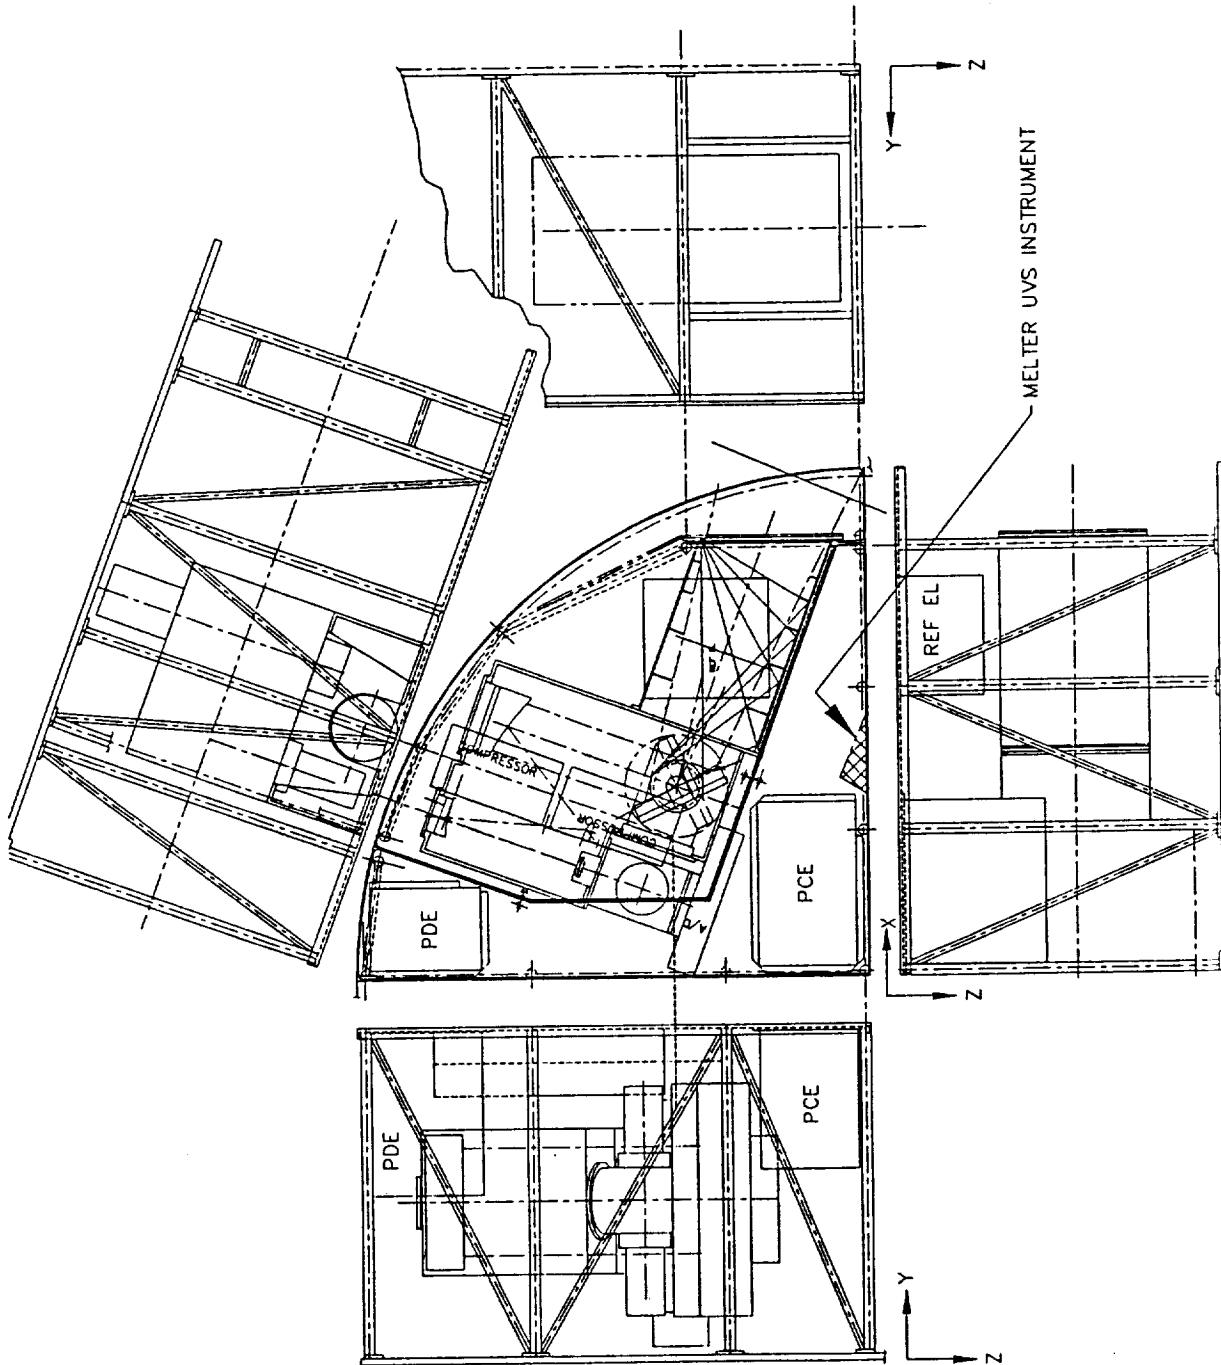 Z
Y
MELTER UVS INSTRUMENT
REF EL
COMPRESSOR
COMPRESSOR
PDE
PCE
X
Z
PDE
PCE
Y
Z